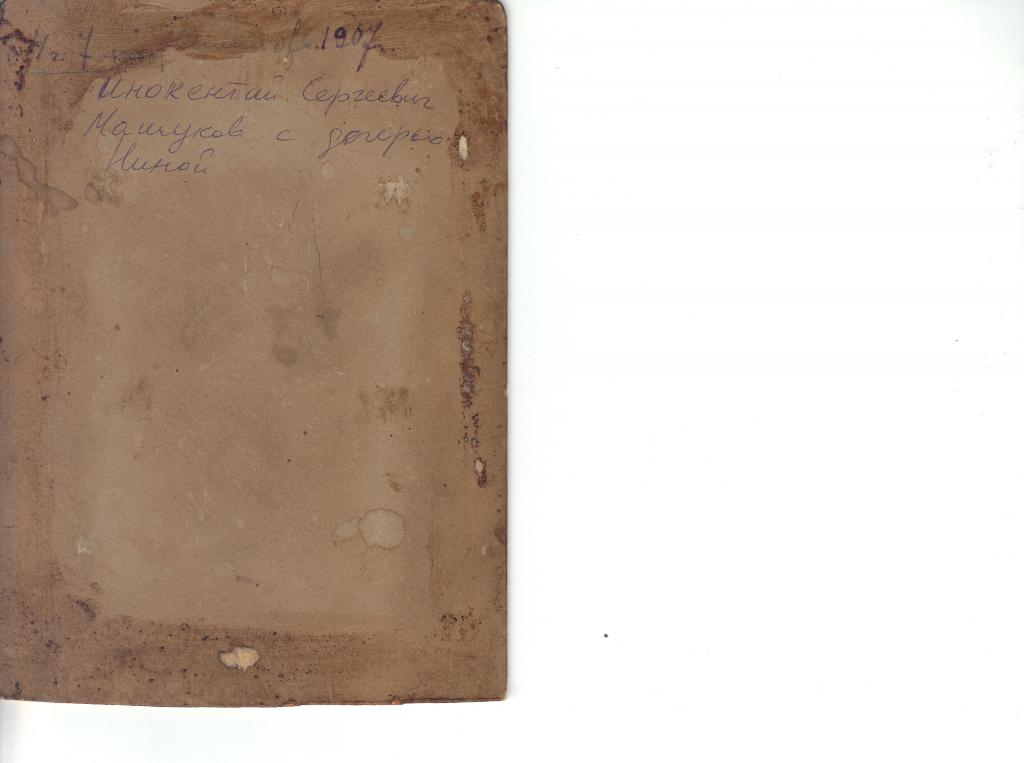 1907
Инокентий Сергеевич
Машуков с дочерью
Ниной